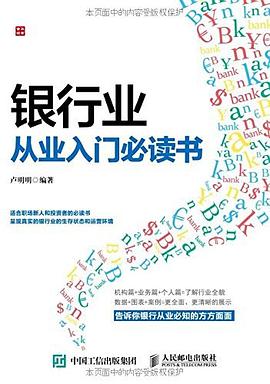 本页面中的内容受版权保护
银行业
从业入门必读书
卢明明 编著
适合职场新人和投资者的必读书
呈现真实的银行业的生存状态和运营环境
机构篇+业务篇+个人篇=了解行业全貌
数据+图表+案例=更全面、更清晰的展示
告诉你银行从业必知的方方面面
中国工信出版集团
人民邮电出版社
POSTS & TELECOM PRESS
本页面中的内容受版权保护